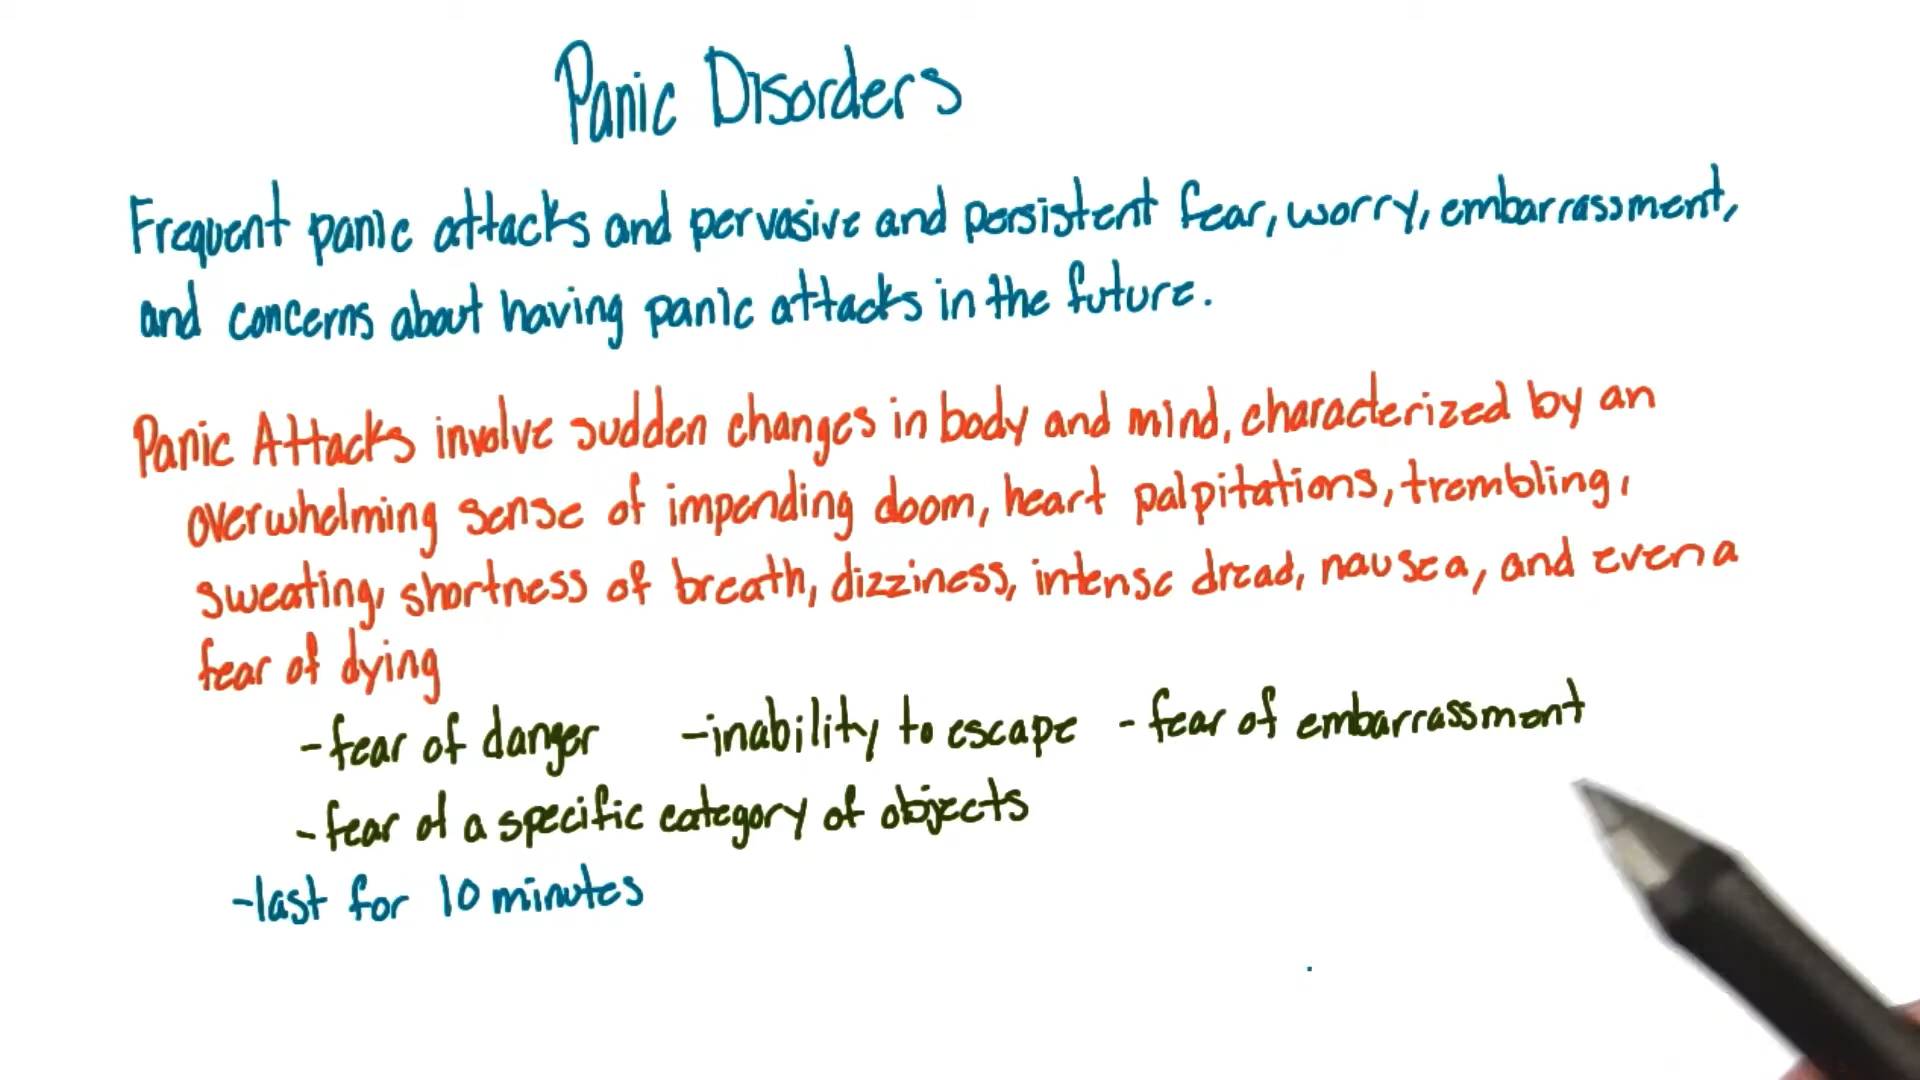 Panic Disorders
Frequent panic attacks and pervasive and persistent fear, worry, embarrassment,
and concerns about having panic attacks in the future.
Panic Attacks involve sudden changes in body and mind, characterized by an
overwhelming sense of impending doom, heart palpitations, trembling,
sweating, shortness of breath, dizziness, intense dread, nausea, and even a
fear of dying
-fear of danger -inability to escape -fear of embarrassment
-fear of a specific category of objects
-last for 10 minutes